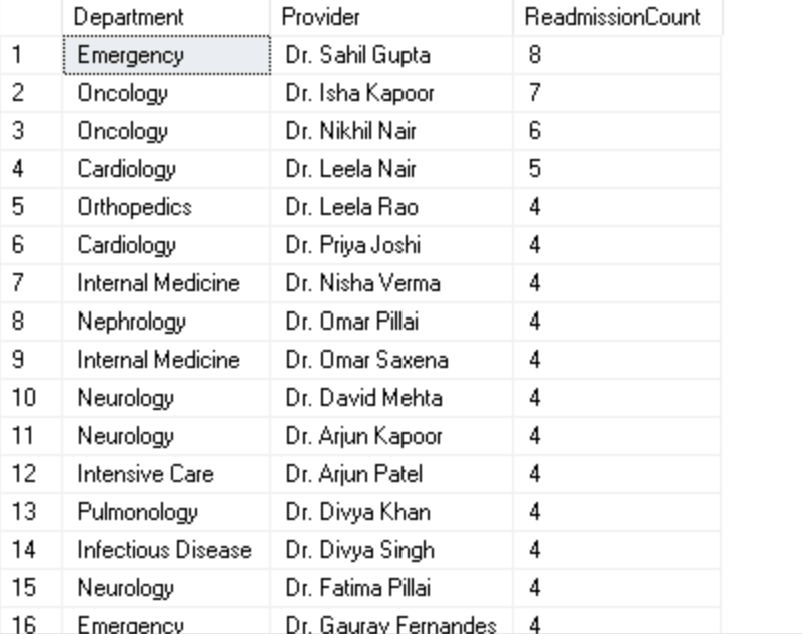 Department Provider ReadmissionCount
1 Emergency Dr. Sahil Gupta 8
2 Oncology Dr. Isha Kapoor 7
3 Oncology Dr. Nikhil Nair 6
4 Cardiology Dr. Leela Nair 5
5 Orthopedics Dr. Leela Rao 4
6 Cardiology Dr. Priya Joshi 4
7 Internal Medicine Dr. Nisha Verma 4
8 Nephrology Dr. Omar Pillai 4
9 Internal Medicine Dr. Omar Saxena 4
10 Neurology Dr. David Mehta 4
11 Neurology Dr. Arjun Kapoor 4
12 Intensive Care Dr. Arjun Patel 4
13 Pulmonology Dr. Divya Khan 4
14 Infectious Disease Dr. Divya Singh 4
15 Neurology Dr. Fatima Pillai 4
16 Emergency Dr. Gaurav Fernandes 4